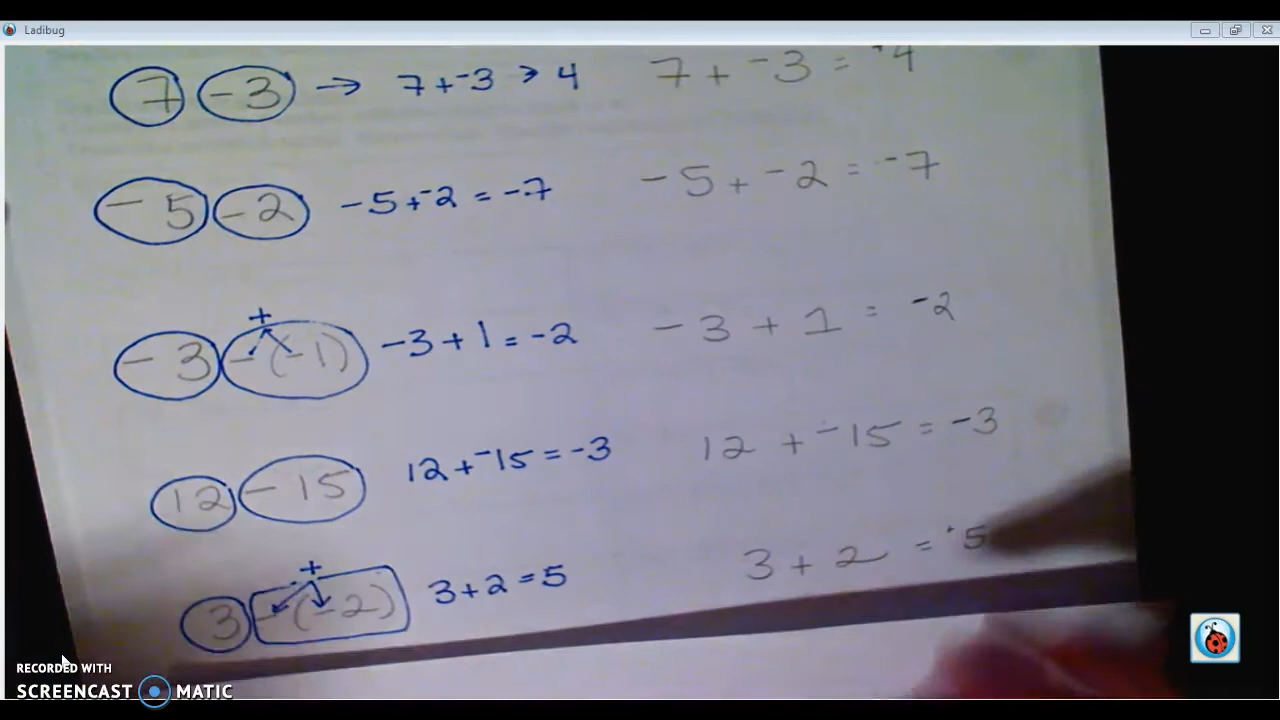 Ladibug
7 -3 → 7+-3 > 4 7 + -3 = +4
-5 -2 -5+-2 = -7 -5 + -2 = -7
+
-3 -(-1) -3+1 = -2 -3 + 1 = -2
12 -15 12+-15=-3 12 + -15 = -3
+
3 -(-2) 3+2=5 3 + 2 = +5
RECORDED WITH
SCREENCAST MATIC